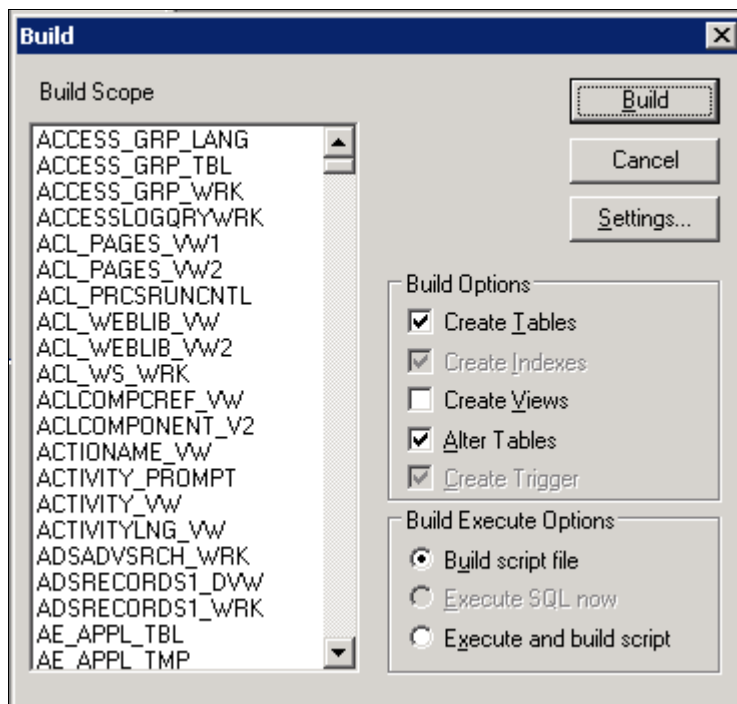 Build
Build Scope
ACCESS_GRP_LANG
ACCESS_GRP_TBL
ACCESS_GRP_WRK
ACCESSLOGQRYWRK
ACL_PAGES_VW1
ACL_PAGES_VW2
ACL_PRCSRUNCNTL
ACL_WEBLIB_VW
ACL_WEBLIB_VW2
ACL_WS_WRK
ACLCOMPCREF_VW
ACLCOMPONENT_V2
ACTIONAME_VW
ACTIVITY_PROMPT
ACTIVITY_VW
ACTIVITYLNG_VW
ADSADVSRCH_WRK
ADSRECORDS1_DVW
ADSRECORDS1_WRK
AE_APPL_TBL
AE_APPL_TMP
Build
Cancel
Settings...
Build Options
Create Tables
Create Indexes
Create Views
Alter Tables
Create Trigger
Build Execute Options
Build script file
Execute SQL now
Execute and build script